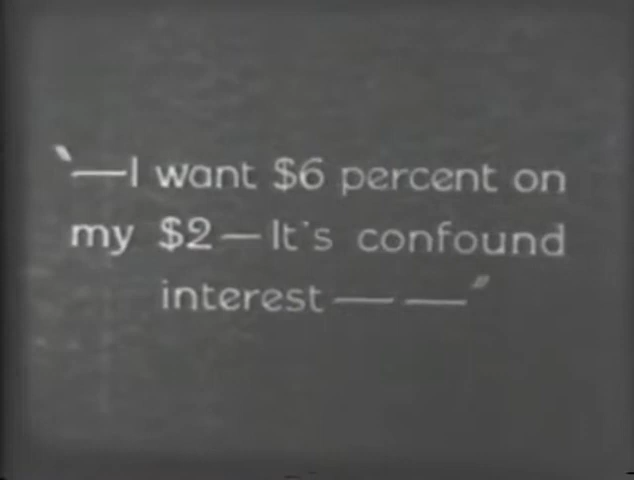 "—I want $6 percent on
my $2—It's confound
interest— —"